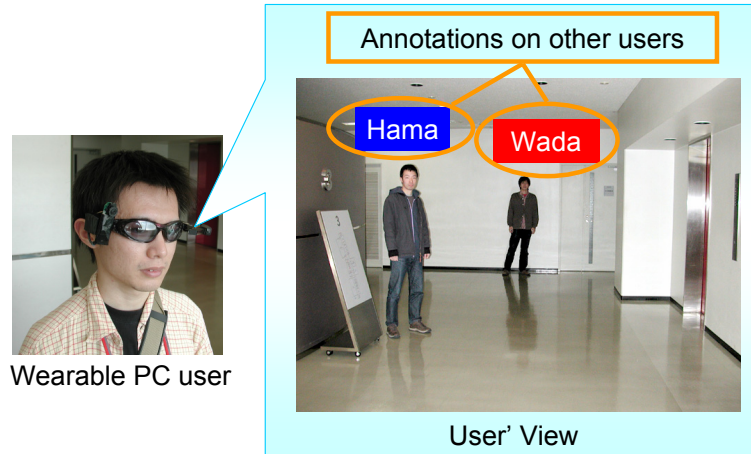 Annotations on other users
Hama
Wada
Wearable PC user
User' View